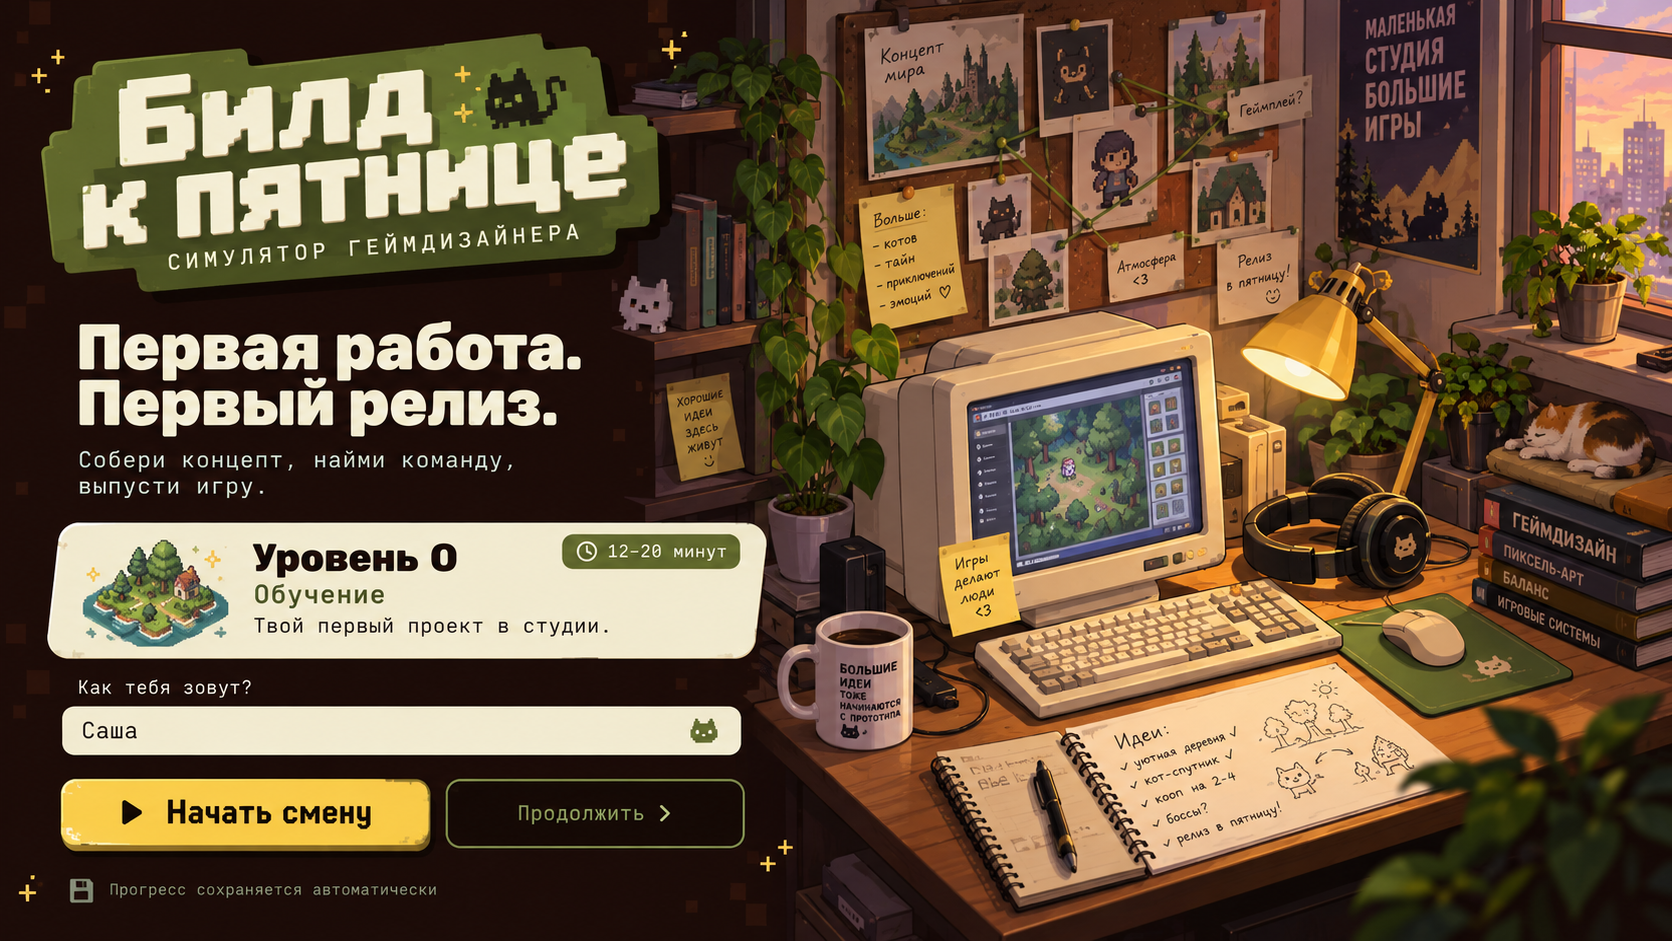 Билд
к пятнице
СИМУЛЯТОР ГЕЙМДИЗАЙНЕРА
Первая работа.
Первый релиз.
Собери концепт, найми команду,
выпусти игру.
Уровень 0
12–20 минут
Обучение
Твой первый проект в студии.
Как тебя зовут?
Саша
Начать смену
Продолжить
Прогресс сохраняется автоматически
Концепт
мира
Геймплей?
Больше:
- котов
- тайн
- приключений
- эмоций ♡
Атмосфера
<3
Релиз
в пятницу!
МАЛЕНЬКАЯ
СТУДИЯ
БОЛЬШИЕ
ИГРЫ
ХОРОШИЕ
ИДЕИ
ЗДЕСЬ
ЖИВУТ
Игры
делают
люди
<3
БОЛЬШИЕ
ИДЕИ
ТОЖЕ
НАЧИНАЮТСЯ
С ПРОТОТИПА
ГЕЙМДИЗАЙН
ПИКСЕЛЬ-АРТ
БАЛАНС
ИГРОВЫЕ СИСТЕМЫ
Идеи:
✓ уютная деревня ✓
✓ кот-спутник ✓
✓ кооп на 2-4
✓ боссы?
✓ релиз в пятницу!